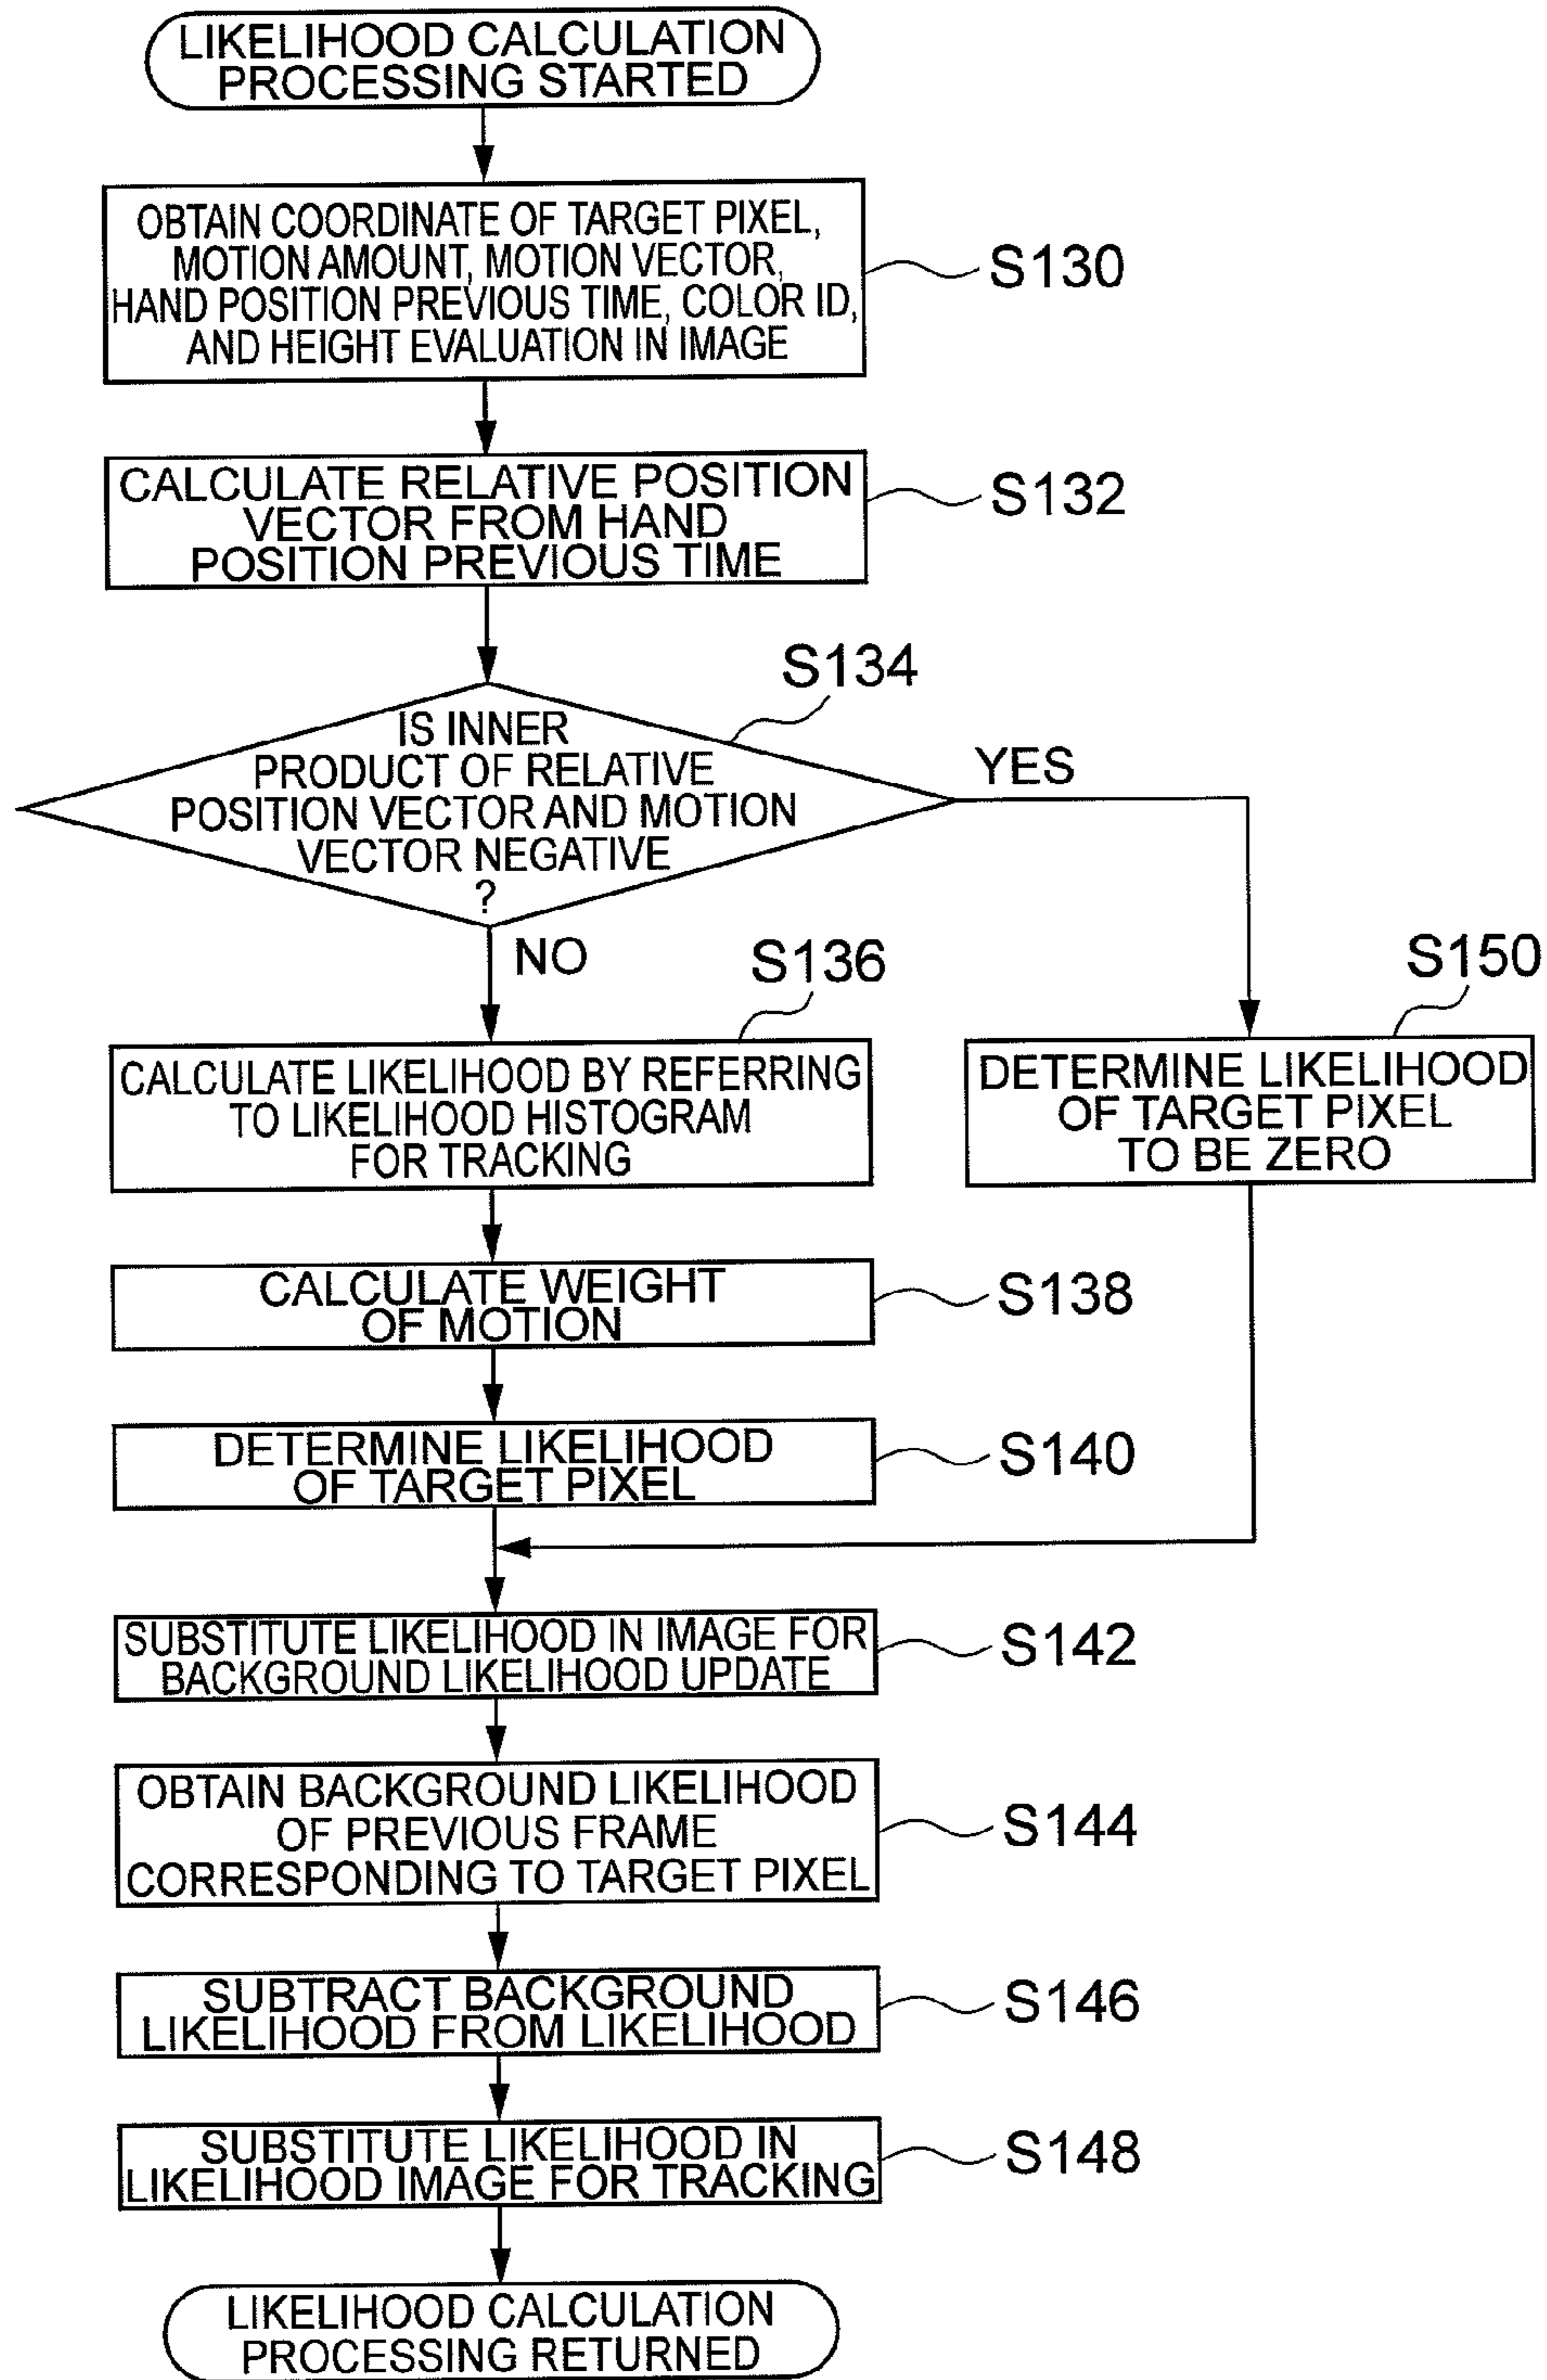 LIKELIHOOD CALCULATION
PROCESSING STARTED
OBTAIN COORDINATE OF TARGET PIXEL,
MOTION AMOUNT, MOTION VECTOR,
HAND POSITION PREVIOUS TIME, COLOR ID,
AND HEIGHT EVALUATION IN IMAGE
S130
CALCULATE RELATIVE POSITION
VECTOR FROM HAND
POSITION PREVIOUS TIME
S132
S134
IS INNER
PRODUCT OF RELATIVE
POSITION VECTOR AND MOTION
VECTOR NEGATIVE
?
YES
NO
S136
S150
CALCULATE LIKELIHOOD BY REFERRING
TO LIKELIHOOD HISTOGRAM
FOR TRACKING
DETERMINE LIKELIHOOD
OF TARGET PIXEL
TO BE ZERO
CALCULATE WEIGHT
OF MOTION
S138
DETERMINE LIKELIHOOD
OF TARGET PIXEL
S140
SUBSTITUTE LIKELIHOOD IN IMAGE FOR
BACKGROUND LIKELIHOOD UPDATE
S142
OBTAIN BACKGROUND LIKELIHOOD
OF PREVIOUS FRAME
CORRESPONDING TO TARGET PIXEL
S144
SUBTRACT BACKGROUND
LIKELIHOOD FROM LIKELIHOOD
S146
SUBSTITUTE LIKELIHOOD IN
LIKELIHOOD IMAGE FOR TRACKING
S148
LIKELIHOOD CALCULATION
PROCESSING RETURNED